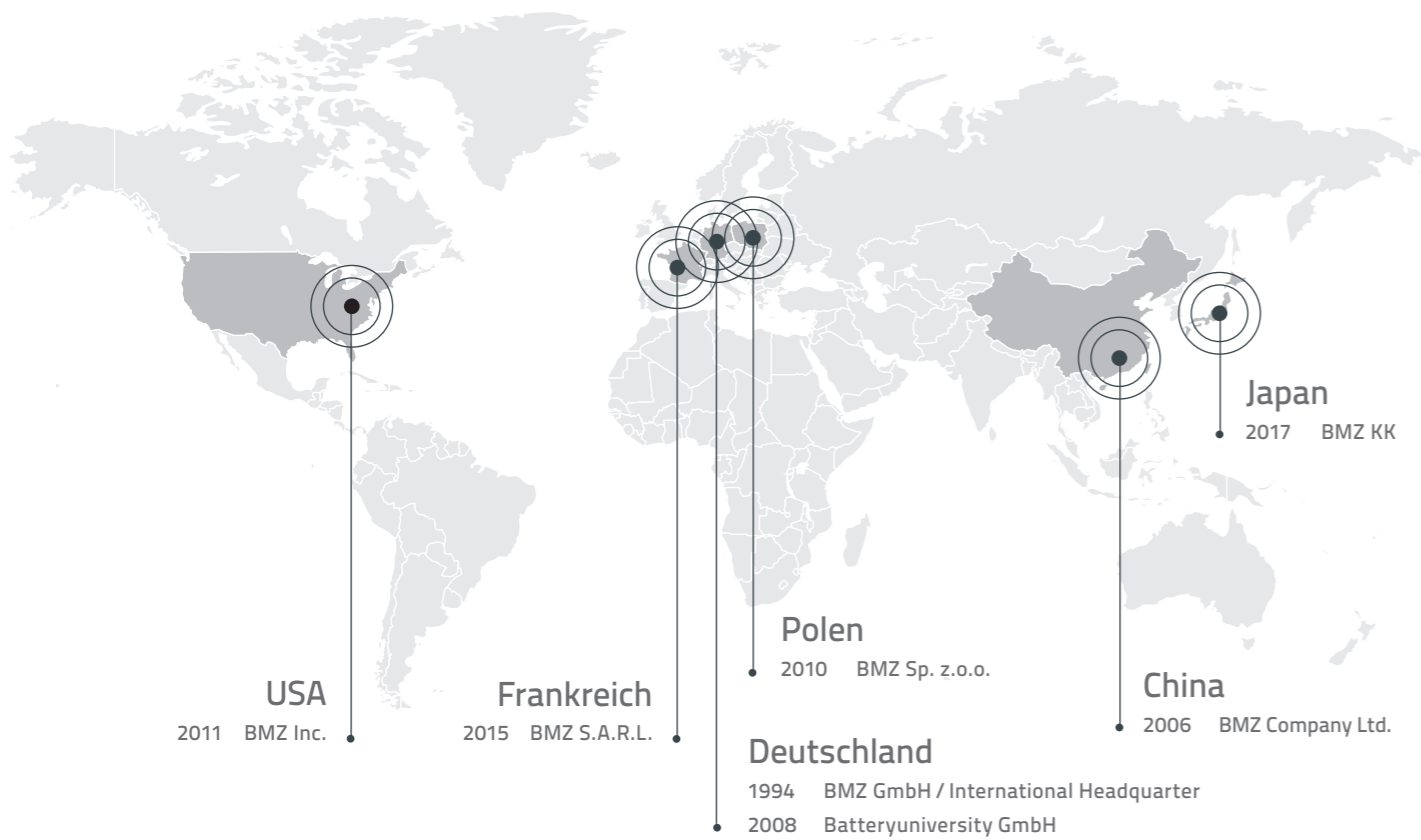 Japan
2017 BMZ KK
Polen
2010 BMZ Sp. z.o.o.
USA
2011 BMZ Inc.
Frankreich
2015 BMZ S.A.R.L.
China
2006 BMZ Company Ltd.
Deutschland
1994 BMZ GmbH / International Headquarter
2008 Batteryuniversity GmbH